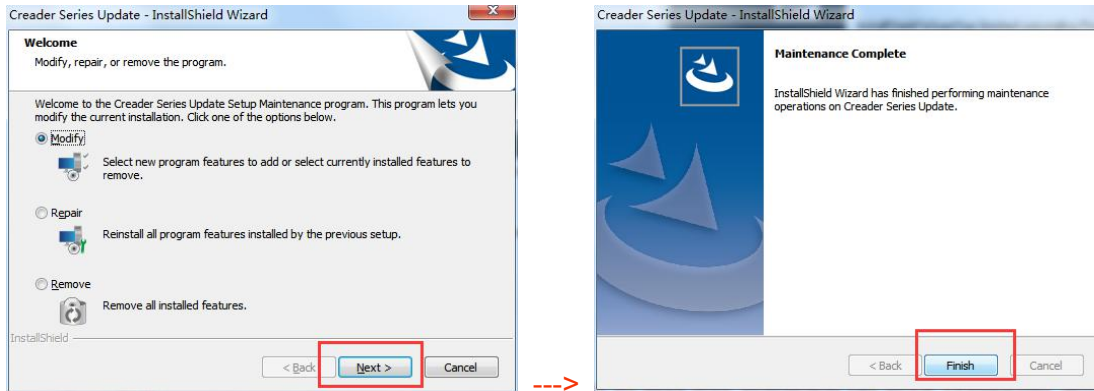 Creader Series Update - InstallShield Wizard
Welcome
Modify, repair, or remove the program.
Welcome to the Creader Series Update Setup Maintenance program. This program lets you
modify the current installation. Click one of the options below.
Modify
Select new program features to add or select currently installed features to
remove.
Repair
Reinstall all program features installed by the previous setup.
Remove
Remove all installed features.
InstallShield
< Back
Next >
Cancel
---->
Creader Series Update - InstallShield Wizard
Maintenance Complete
InstallShield Wizard has finished performing maintenance
operations on Creader Series Update.
< Back
Finish
Cancel